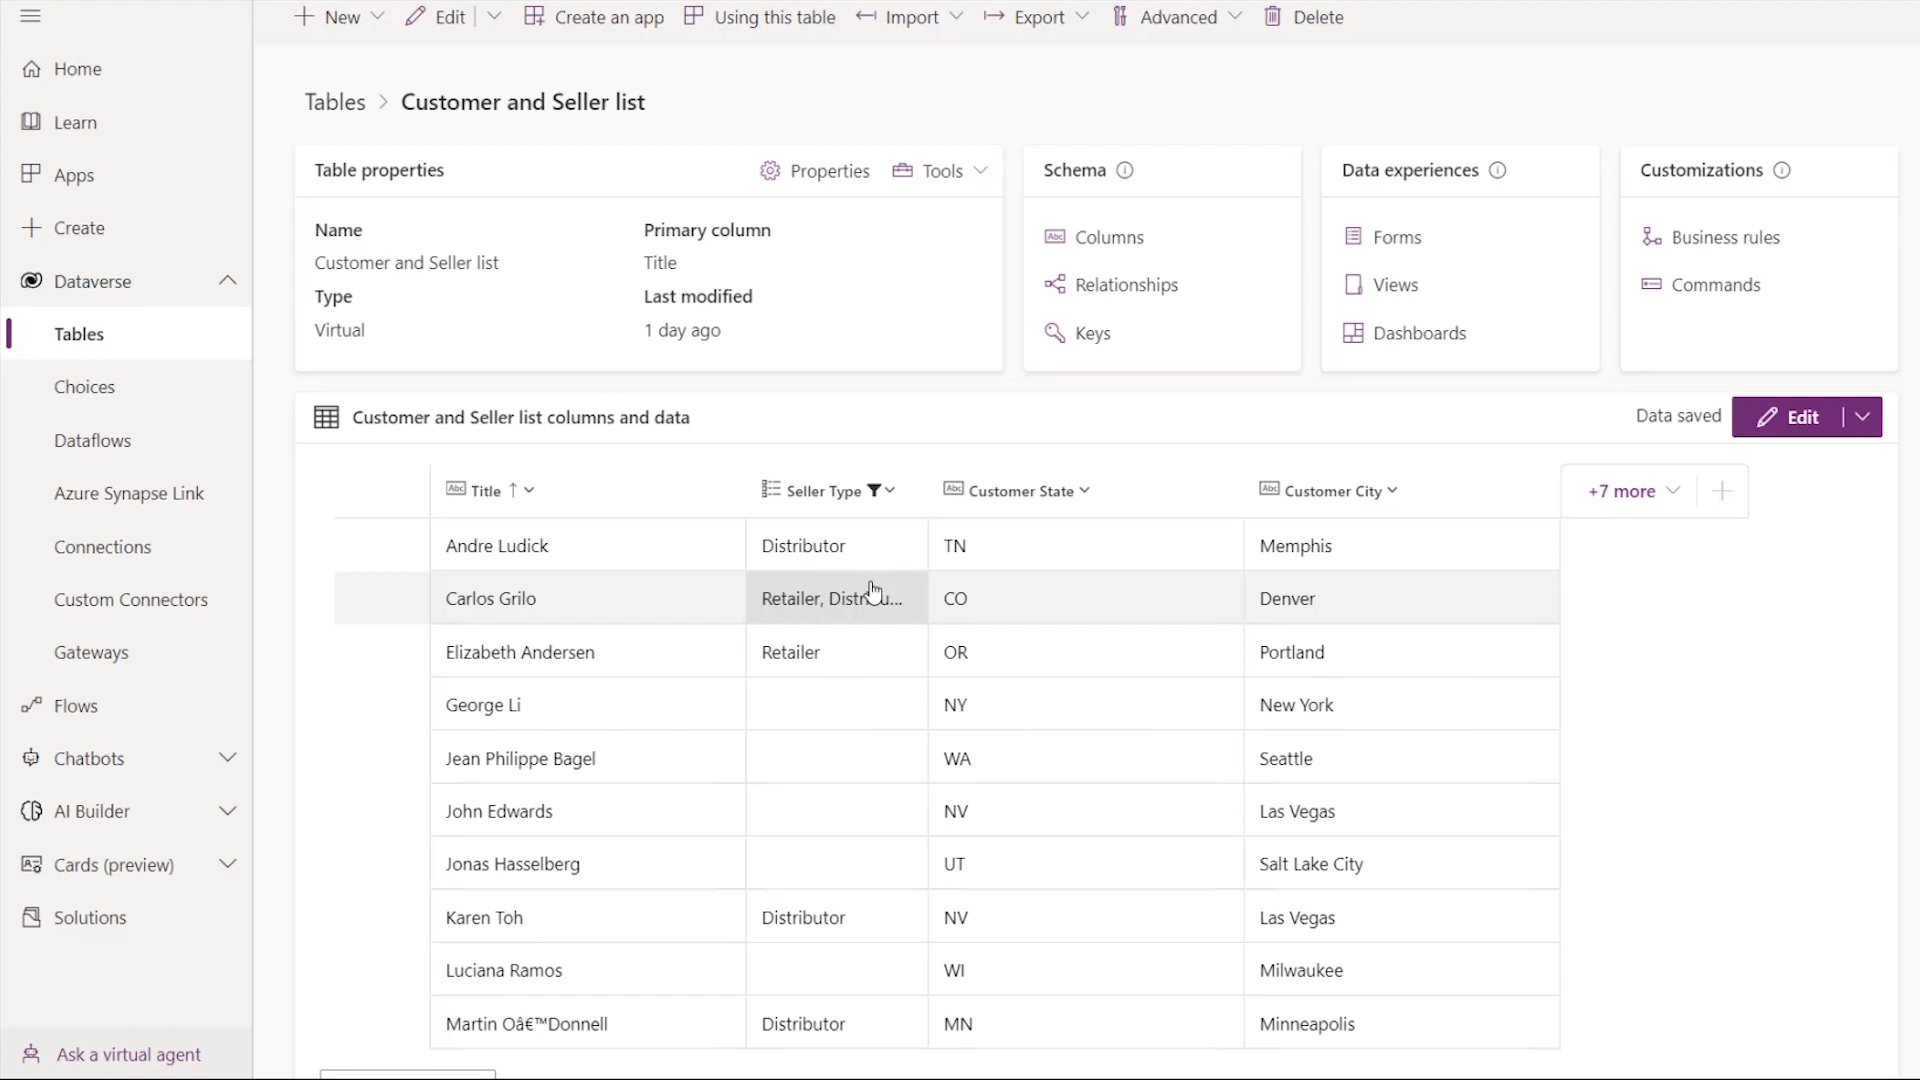 New
Edit
Create an app
Using this table
Import
Export
Advanced
Delete
Home
Learn
Apps
Create
Dataverse
Tables
Choices
Dataflows
Azure Synapse Link
Connections
Custom Connectors
Gateways
Flows
Chatbots
AI Builder
Cards (preview)
Solutions
Ask a virtual agent
Tables > Customer and Seller list
Table properties
Properties
Tools
Name
Customer and Seller list
Type
Virtual
Primary column
Title
Last modified
1 day ago
Schema
Columns
Relationships
Keys
Data experiences
Forms
Views
Dashboards
Customizations
Business rules
Commands
Customer and Seller list columns and data
Data saved
Edit
Abc Title ↑ Seller Type Abc Customer State Abc Customer City +7 more
Andre Ludick Distributor TN Memphis
Carlos Grilo Retailer, Distribu... CO Denver
Elizabeth Andersen Retailer OR Portland
George Li NY New York
Jean Philippe Bagel WA Seattle
John Edwards NV Las Vegas
Jonas Hasselberg UT Salt Lake City
Karen Toh Distributor NV Las Vegas
Luciana Ramos WI Milwaukee
Martin Oâ€™Donnell Distributor MN Minneapolis